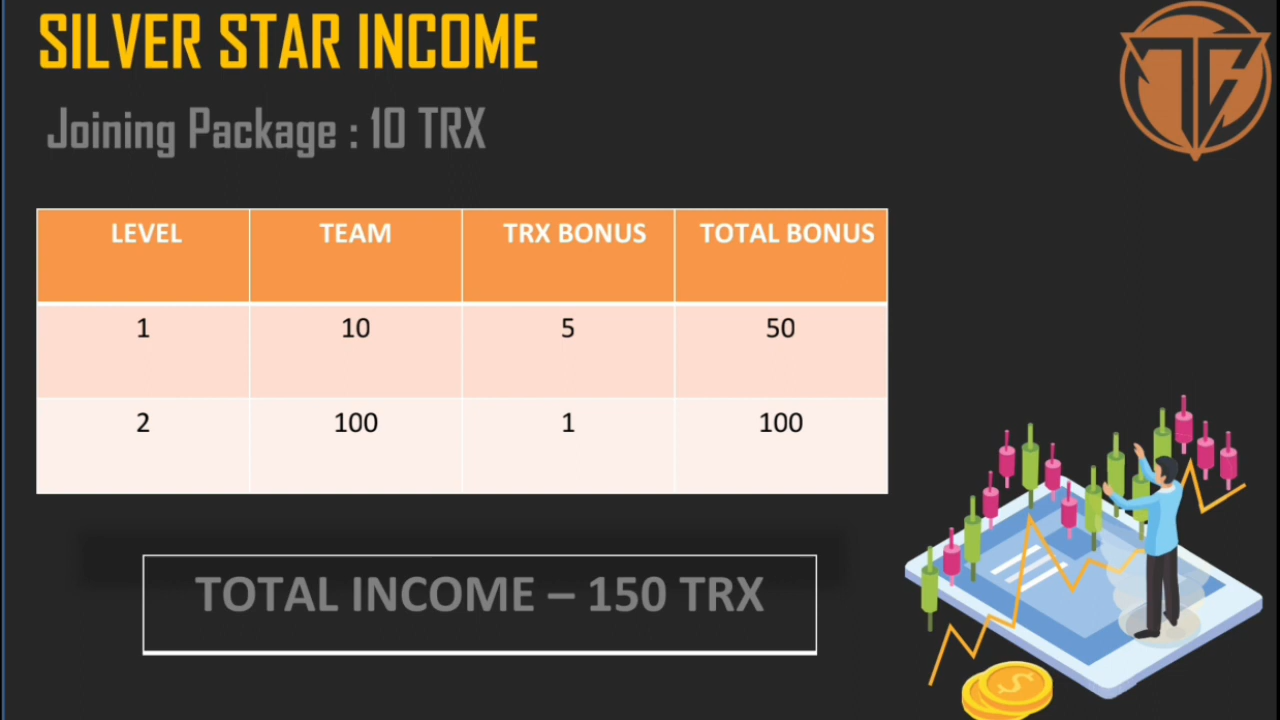 SILVER STAR INCOME
Joining Package : 10 TRX
LEVEL TEAM TRX BONUS TOTAL BONUS
1 10 5 50
2 100 1 100
TOTAL INCOME – 150 TRX